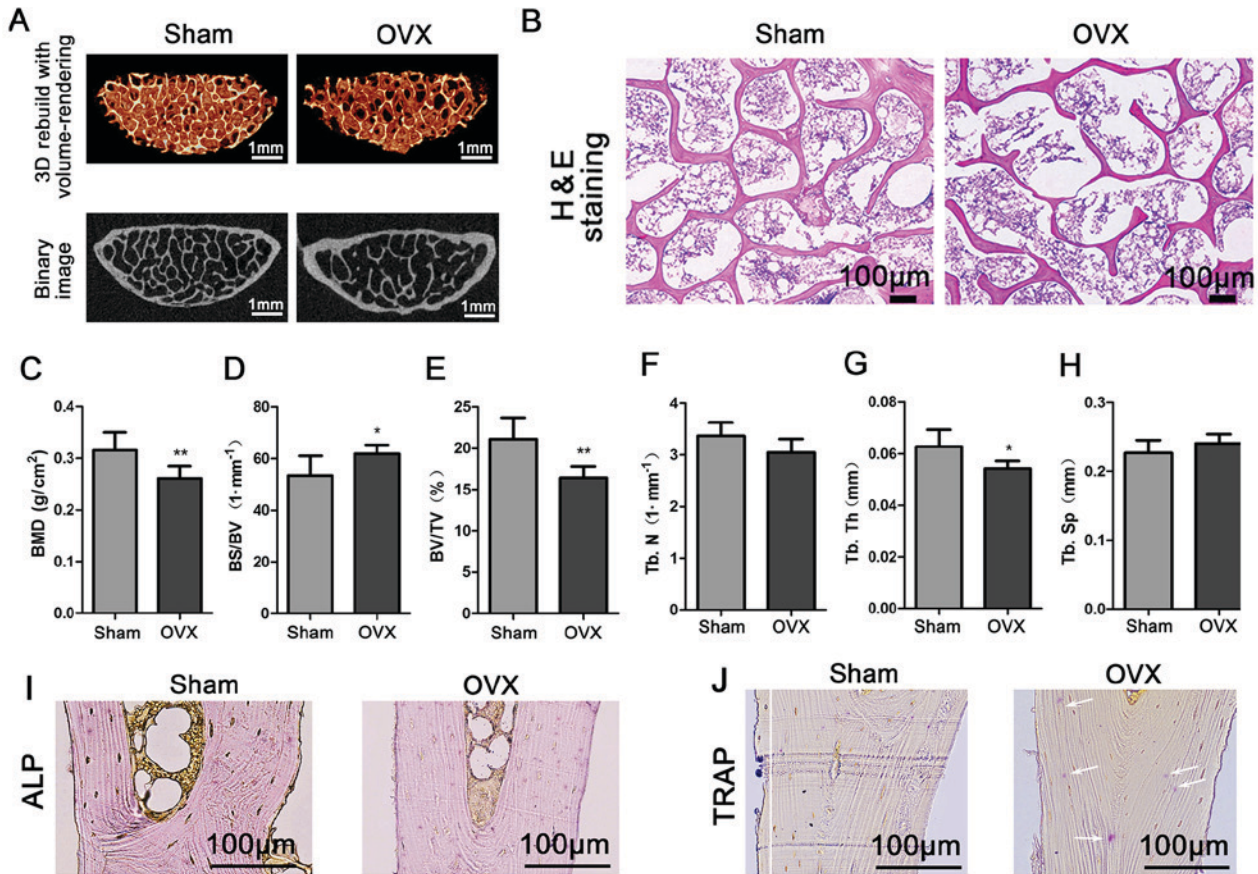 A
Sham
OVX
3D rebuild with
volume-rendering
1mm
1mm
Binary
image
1mm
1mm
B
Sham
OVX
H&E
staining
100μm
100μm
C
BMD (g/cm²)
0.4
0.3
0.2
0.1
0.0
**
Sham
OVX
D
BS/BV (1·mm⁻¹)
80
60
40
20
0
*
Sham
OVX
E
BV/TV (%)
25
20
15
10
5
0
**
Sham
OVX
F
Tb. N (1·mm⁻¹)
4
3
2
1
0
Sham
OVX
G
Tb. Th (mm)
0.08
0.06
0.04
0.02
0.00
*
Sham
OVX
H
Tb. Sp (mm)
0.3
0.2
0.1
0.0
Sham
OVX
I
Sham
OVX
ALP
100μm
100μm
J
Sham
OVX
TRAP
100μm
100μm